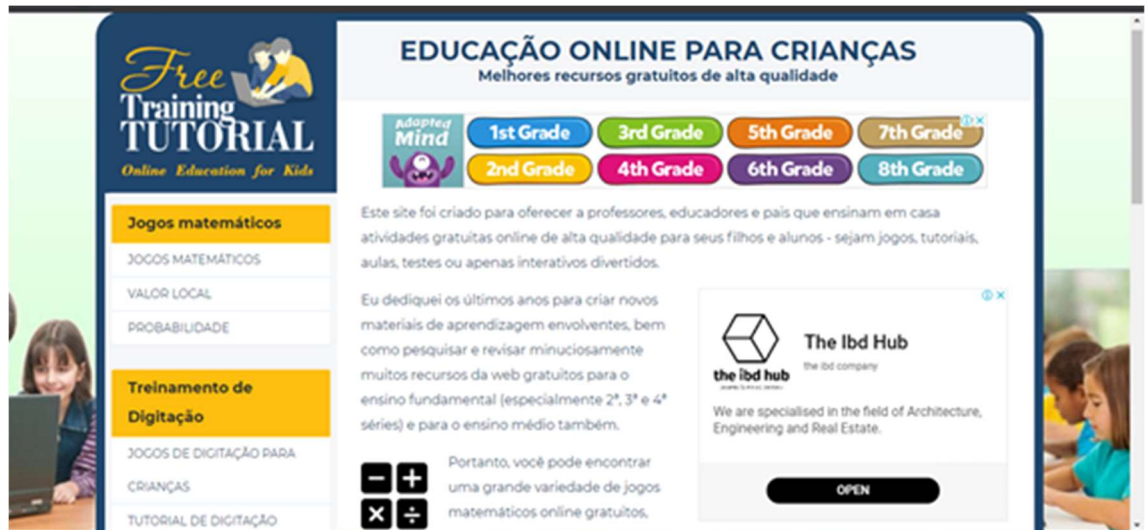 Free
Training
TUTORIAL
Online Education for Kids
EDUCAÇÃO ONLINE PARA CRIANÇAS
Melhores recursos gratuitos de alta qualidade
Adapted
Mind
1st Grade
3rd Grade
5th Grade
7th Grade
2nd Grade
4th Grade
6th Grade
8th Grade
Jogos matemáticos
JOGOS MATEMÁTICOS
VALOR LOCAL
PROBABILIDADE
Treinamento de
Digitação
JOGOS DE DIGITAÇÃO PARA
CRIANÇAS
TUTORIAL DE DIGITAÇÃO
Este site foi criado para oferecer a professores, educadores e pais que ensinam em casa
atividades gratuitas online de alta qualidade para seus filhos e alunos - sejam jogos, tutoriais,
aulas, testes ou apenas interativos divertidos.
Eu dediquei os últimos anos para criar novos
materiais de aprendizagem envolventes, bem
como pesquisar e revisar minuciosamente
muitos recursos da web gratuitos para o
ensino fundamental (especialmente 2ª, 3ª e 4ª
séries) e para o ensino médio também.
Portanto, você pode encontrar
uma grande variedade de jogos
matemáticos online gratuitos,
the ibd hub
The Ibd Hub
the ibd company
We are specialised in the field of Architecture,
Engineering and Real Estate.
OPEN